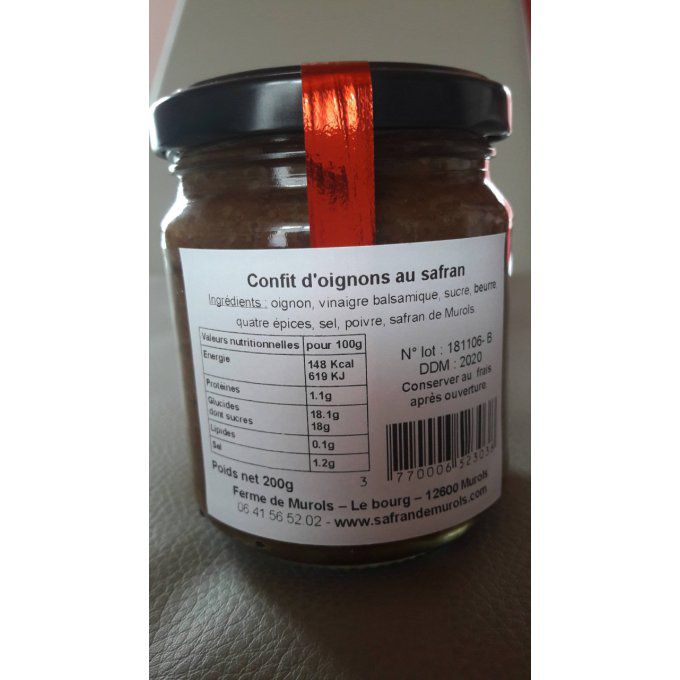 Confit d'oignons au safran
Ingrédients : oignon, vinaigre balsamique, sucre, beurre,
quatre épices, sel, poivre, safran de Murols.
Valeurs nutritionnelles pour 100g
Energie 148 Kcal
619 KJ
Protéines 1.1g
Glucides 18.1g
dont sucres 18g
Lipides 0.1g
Sel 1.2g
N° lot : 181106- B
DDM : 2020
Conserver au frais
après ouverture.
Poids net 200g
3 770006 523038
Ferme de Murols – Le bourg – 12600 Murols
06 41 56 52 02 - www.safrandemurols.com